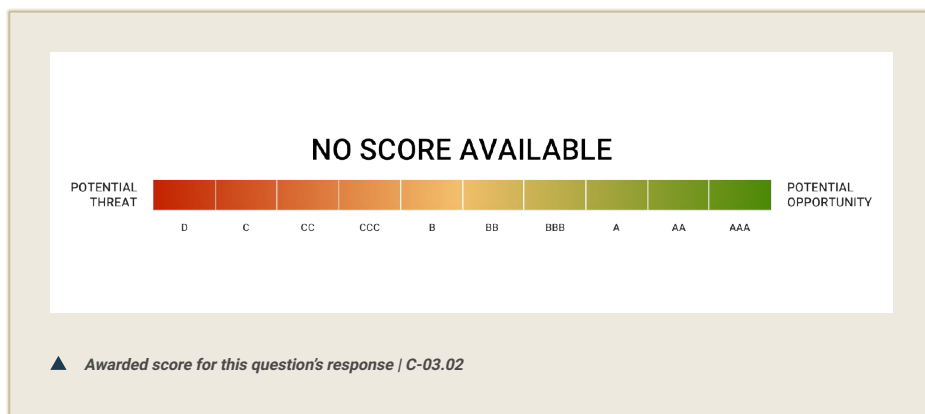 NO SCORE AVAILABLE
POTENTIAL
THREAT
POTENTIAL
OPPORTUNITY
D C CC CCC B BB BBB A AA AAA
Awarded score for this question's response | C-03.02